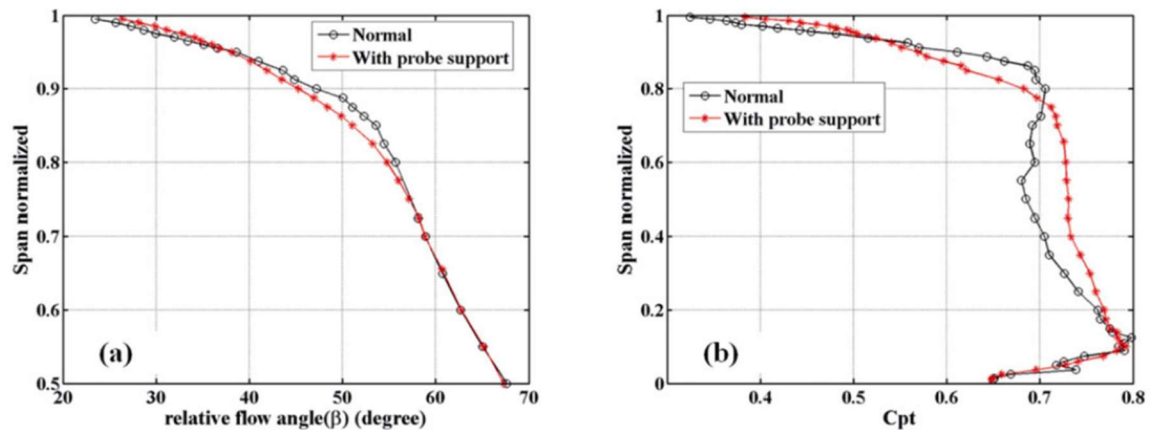 1
0.9
0.8
0.7
0.6
0.5
20
30
40
50
60
70
Span normalized
relative flow angle(β) (degree)
Normal
With probe support
(a)
1
0.8
0.6
0.4
0.2
0
0.4
0.5
0.6
0.7
0.8
Span normalized
Cpt
Normal
With probe support
(b)